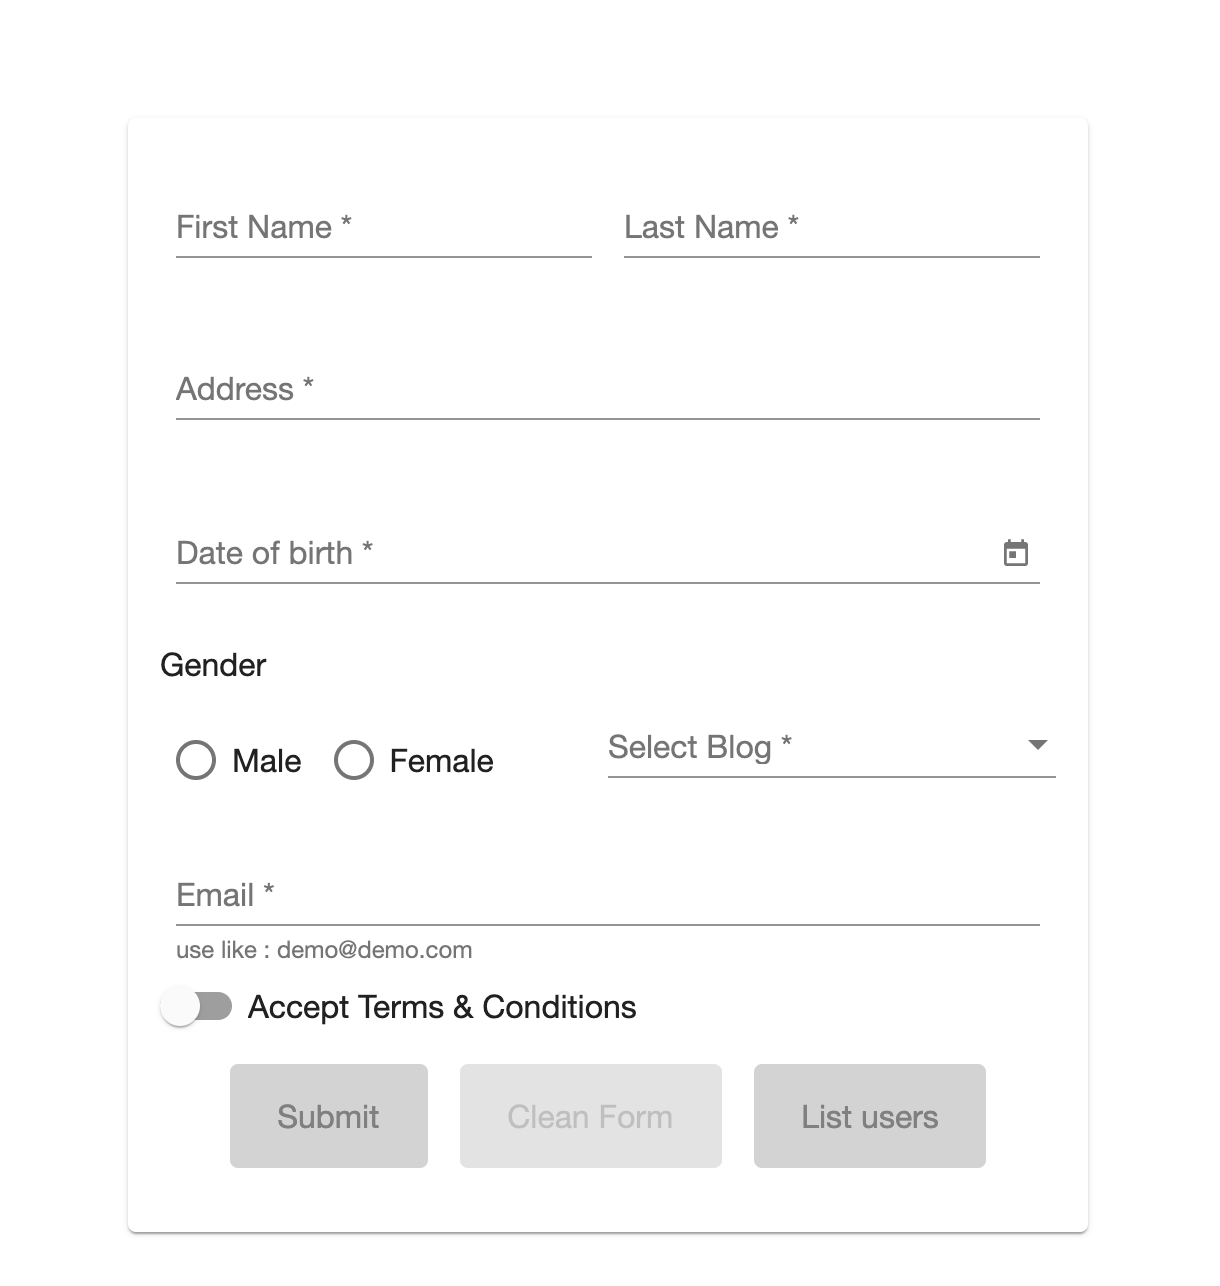 First Name * Last Name *
Address *
Date of birth *
Gender
Male Female Select Blog *
Email *
use like : demo@demo.com
Accept Terms & Conditions
Submit Clean Form List users